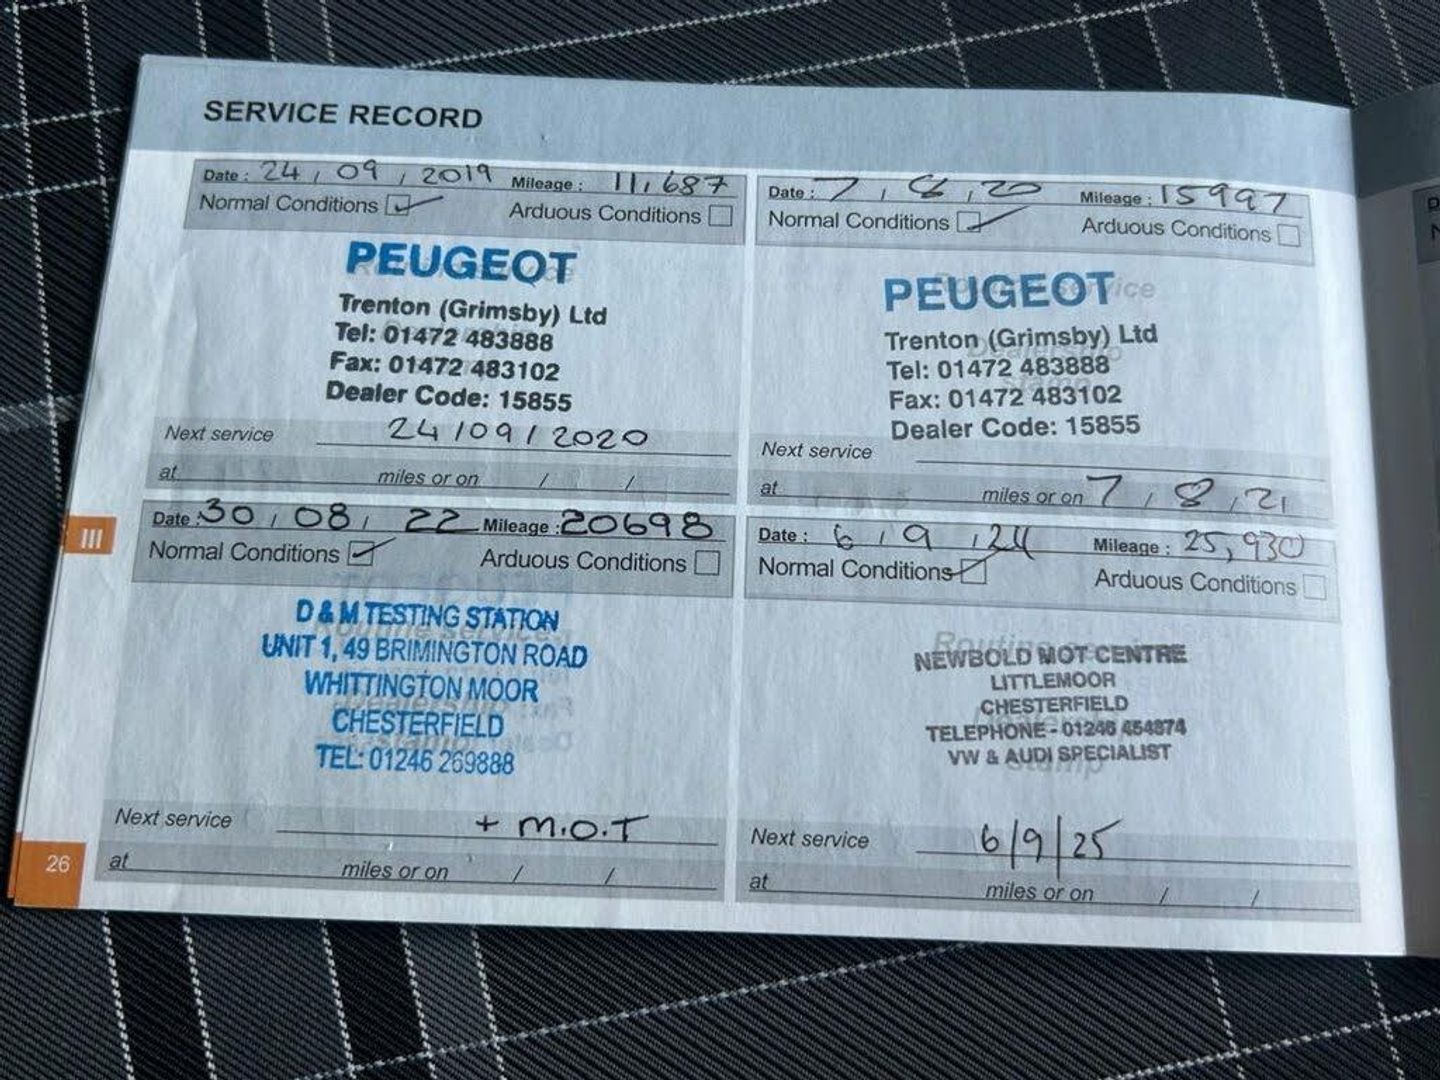 SERVICE RECORD
Date : 24 / 09 / 2019 Mileage : 11,687
Normal Conditions Arduous Conditions
PEUGEOT
Trenton (Grimsby) Ltd
Tel: 01472 483888
Fax: 01472 483102
Dealer Code: 15855
Next service 24/09/2020
at miles or on / /
Date : 7 / 8 / 20 Mileage : 15997
Normal Conditions Arduous Conditions
Routine service
PEUGEOT
Trenton (Grimsby) Ltd
Tel: 01472 483888
Fax: 01472 483102
Dealer Code: 15855
Next service
at miles or on 7 / 8 / 21
III
Date : 30 / 08 / 22 Mileage : 20698
Normal Conditions Arduous Conditions
D & M TESTING STATION
UNIT 1, 49 BRIMINGTON ROAD
WHITTINGTON MOOR
CHESTERFIELD
TEL: 01246 269888
Next service + M.O.T
at miles or on / /
Date : 6 / 9 / 24 Mileage : 25,930
Normal Conditions Arduous Conditions
Routine service
NEWBOLD MOT CENTRE
LITTLEMOOR
CHESTERFIELD
TELEPHONE - 01246 454874
VW & AUDI SPECIALIST
stamp
Next service 6/9/25
at miles or on / /
26